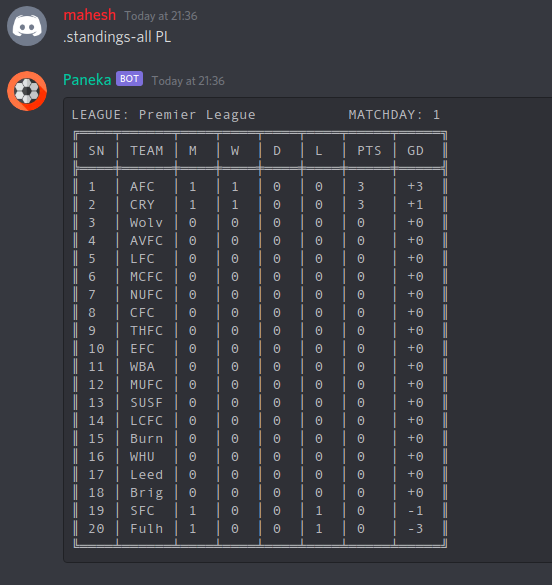 mahesh Today at 21:36
.standings-all PL
Paneka BOT Today at 21:36
LEAGUE: Premier League MATCHDAY: 1
SN TEAM M W D L PTS GD
1 AFC 1 1 0 0 3 +3
2 CRY 1 1 0 0 3 +1
3 Wolv 0 0 0 0 0 +0
4 AVFC 0 0 0 0 0 +0
5 LFC 0 0 0 0 0 +0
6 MCFC 0 0 0 0 0 +0
7 NUFC 0 0 0 0 0 +0
8 CFC 0 0 0 0 0 +0
9 THFC 0 0 0 0 0 +0
10 EFC 0 0 0 0 0 +0
11 WBA 0 0 0 0 0 +0
12 MUFC 0 0 0 0 0 +0
13 SUSF 0 0 0 0 0 +0
14 LCFC 0 0 0 0 0 +0
15 Burn 0 0 0 0 0 +0
16 WHU 0 0 0 0 0 +0
17 Leed 0 0 0 0 0 +0
18 Brig 0 0 0 0 0 +0
19 SFC 1 0 0 1 0 -1
20 Fulh 1 0 0 1 0 -3